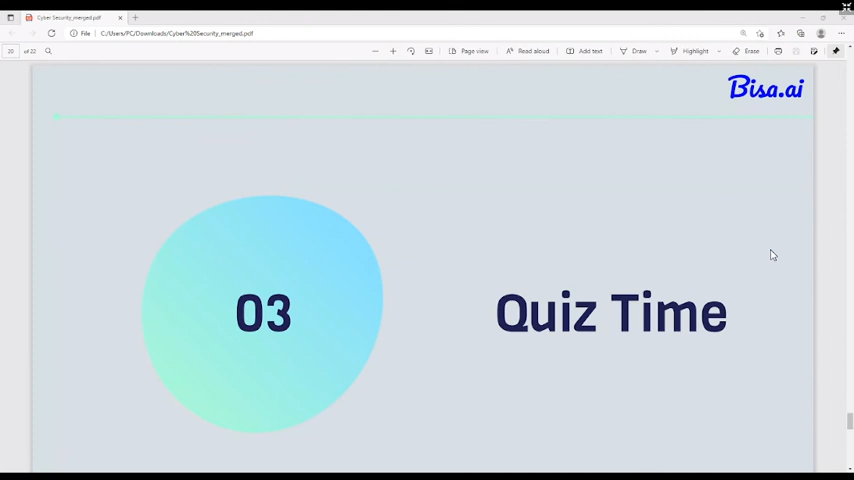 Cyber Security_merged.pdf
File
C:/Users/PC/Downloads/Cyber%20Security_merged.pdf
20
of 22
Page view
Read aloud
Add text
Draw
Highlight
Erase
Bisa.ai
03
Quiz Time